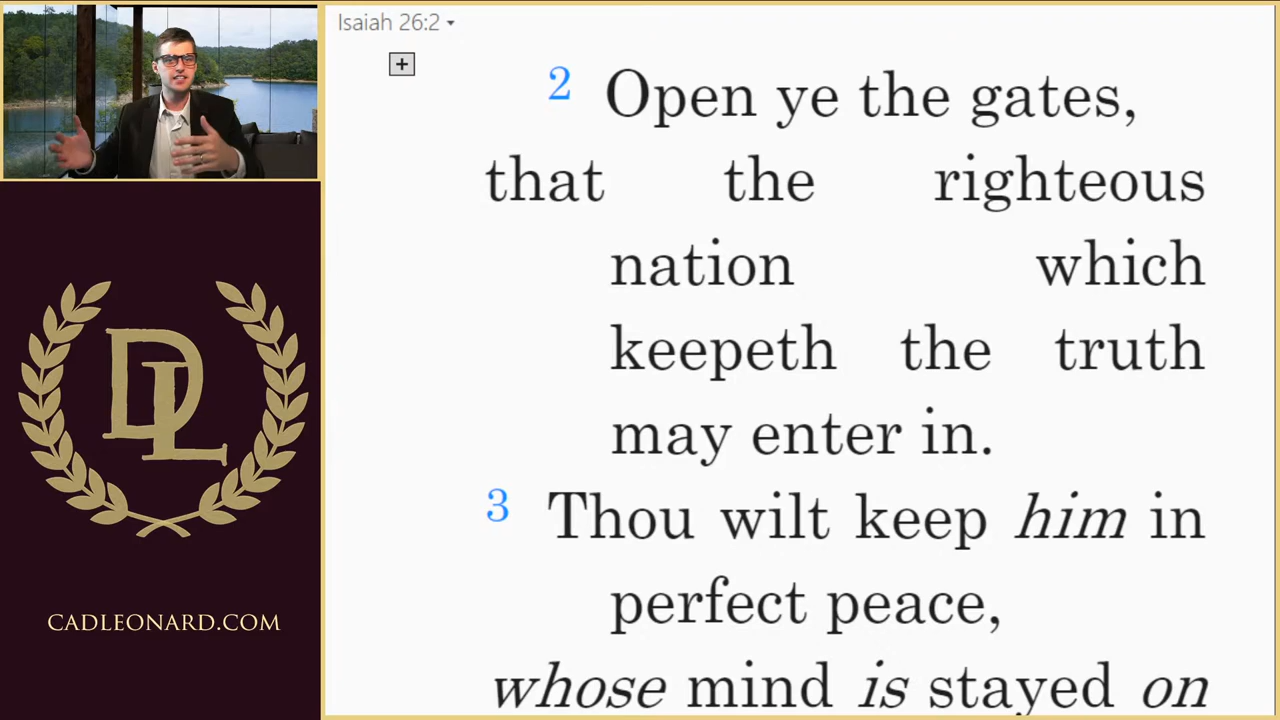 Isaiah 26:2
2 Open ye the gates,
that the righteous
nation which
keepeth the truth
may enter in.
3 Thou wilt keep him in
perfect peace,
whose mind is stayed on
DL
CADLEONARD.COM